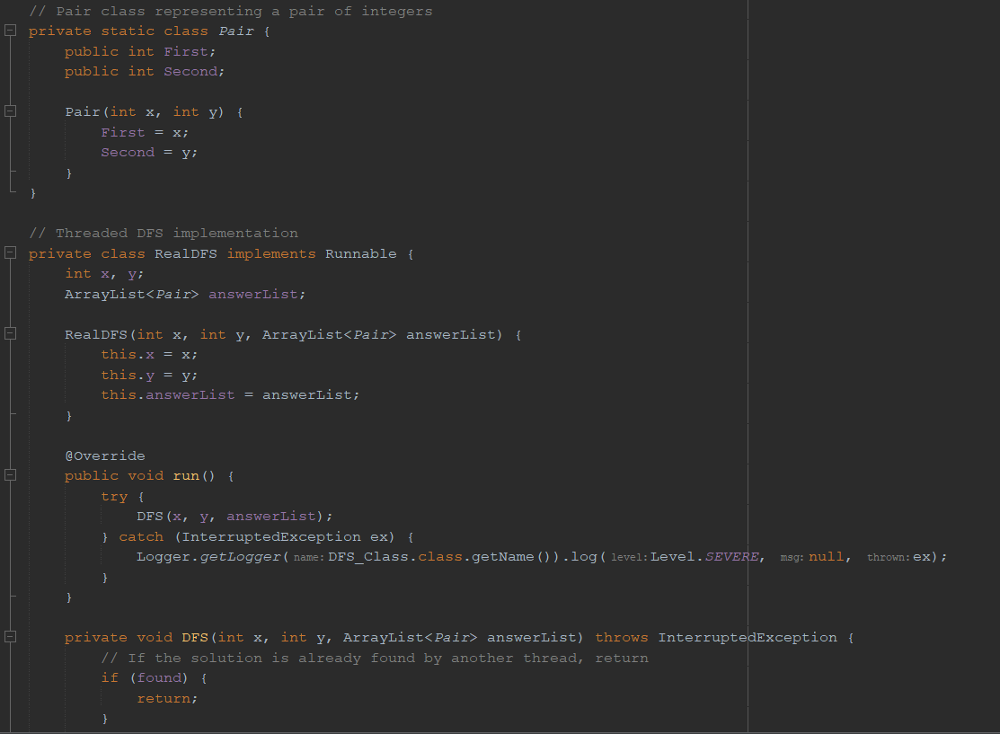 // Pair class representing a pair of integers
private static class Pair {
    public int First;
    public int Second;

    Pair(int x, int y) {
        First = x;
        Second = y;
    }
}

// Threaded DFS implementation
private class RealDFS implements Runnable {
    int x, y;
    ArrayList<Pair> answerList;

    RealDFS(int x, int y, ArrayList<Pair> answerList) {
        this.x = x;
        this.y = y;
        this.answerList = answerList;
    }

    @Override
    public void run() {
        try {
            DFS(x, y, answerList);
        } catch (InterruptedException ex) {
            Logger.getLogger( name: DFS_Class.class.getName()).log( level: Level.SEVERE, msg: null, thrown: ex);
        }
    }

    private void DFS(int x, int y, ArrayList<Pair> answerList) throws InterruptedException {
        // If the solution is already found by another thread, return
        if (found) {
            return;
        }